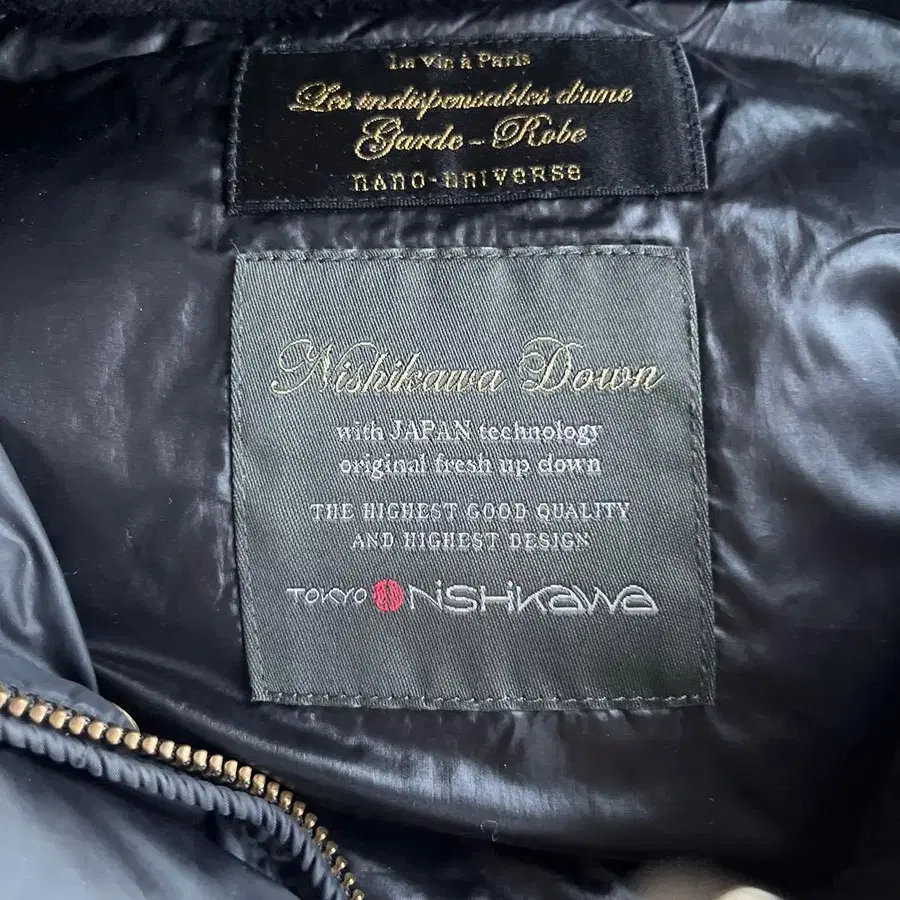 La Vie à Paris
Les indispensables d'une
Garde-Robe
nano·universe
Nishikawa Down
with JAPAN technology
original fresh up down
THE HIGHEST GOOD QUALITY
AND HIGHEST DESIGN
TOKYO NiSHiKaWa